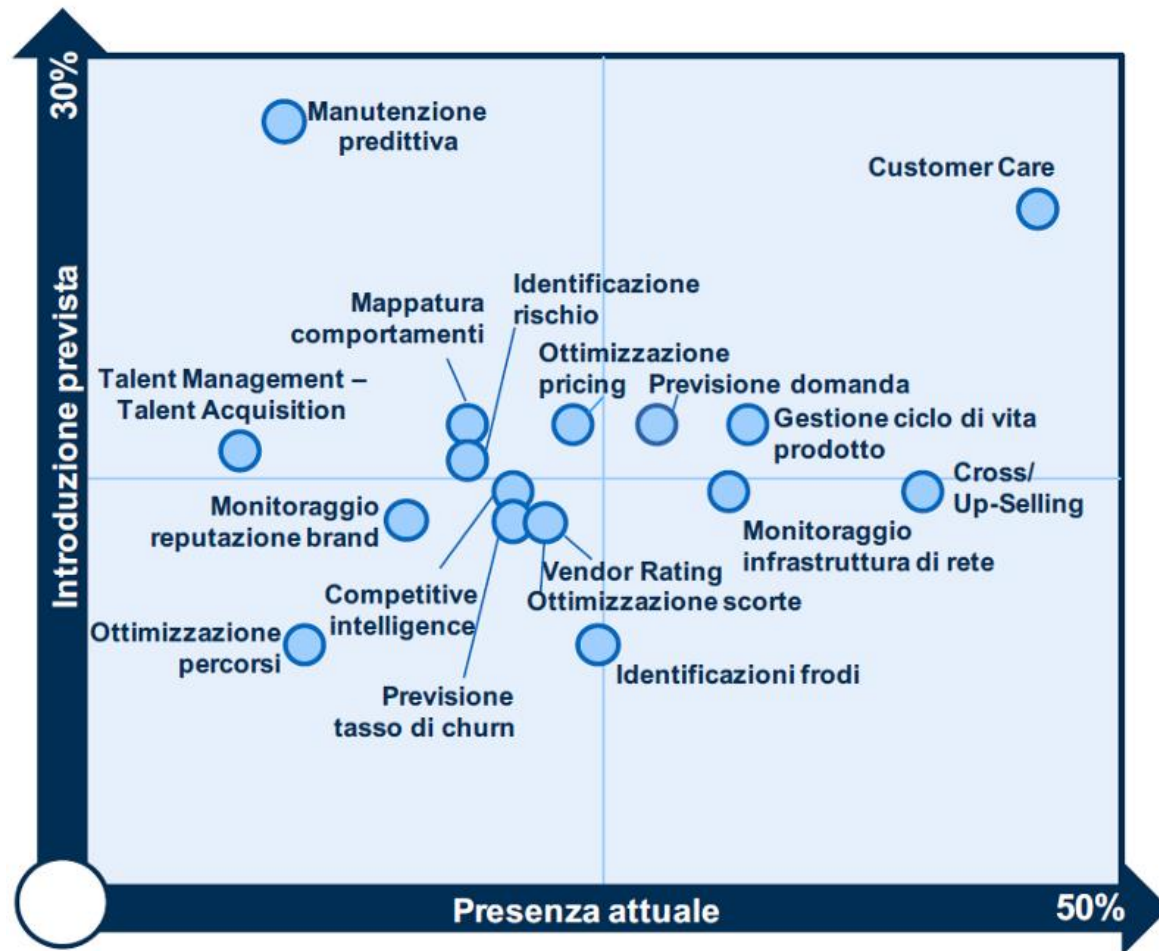 30%
Introduzione prevista
Manutenzione
predittiva
Customer Care
Identificazione
rischio
Mappatura
comportamenti
Ottimizzazione
pricing
Previsione domanda
Talent Management –
Talent Acquisition
Gestione ciclo di vita
prodotto
Cross/
Up-Selling
Monitoraggio
reputazione brand
Monitoraggio
infrastruttura di rete
Vendor Rating
Ottimizzazione scorte
Competitive
intelligence
Ottimizzazione
percorsi
Identificazioni frodi
Previsione
tasso di churn
Presenza attuale
50%